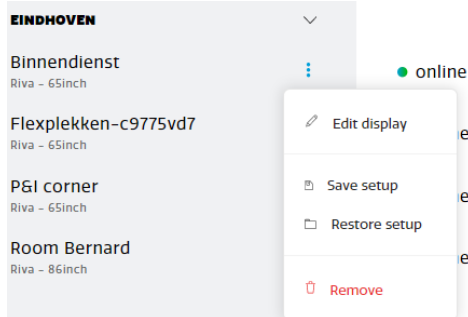 EINDHOVEN
Binnendienst
Riva – 65inch
online
Flexplekken-c9775vd7
Riva – 65inch
Edit display
P&I corner
Riva – 65inch
Save setup
Restore setup
Room Bernard
Riva – 86inch
Remove